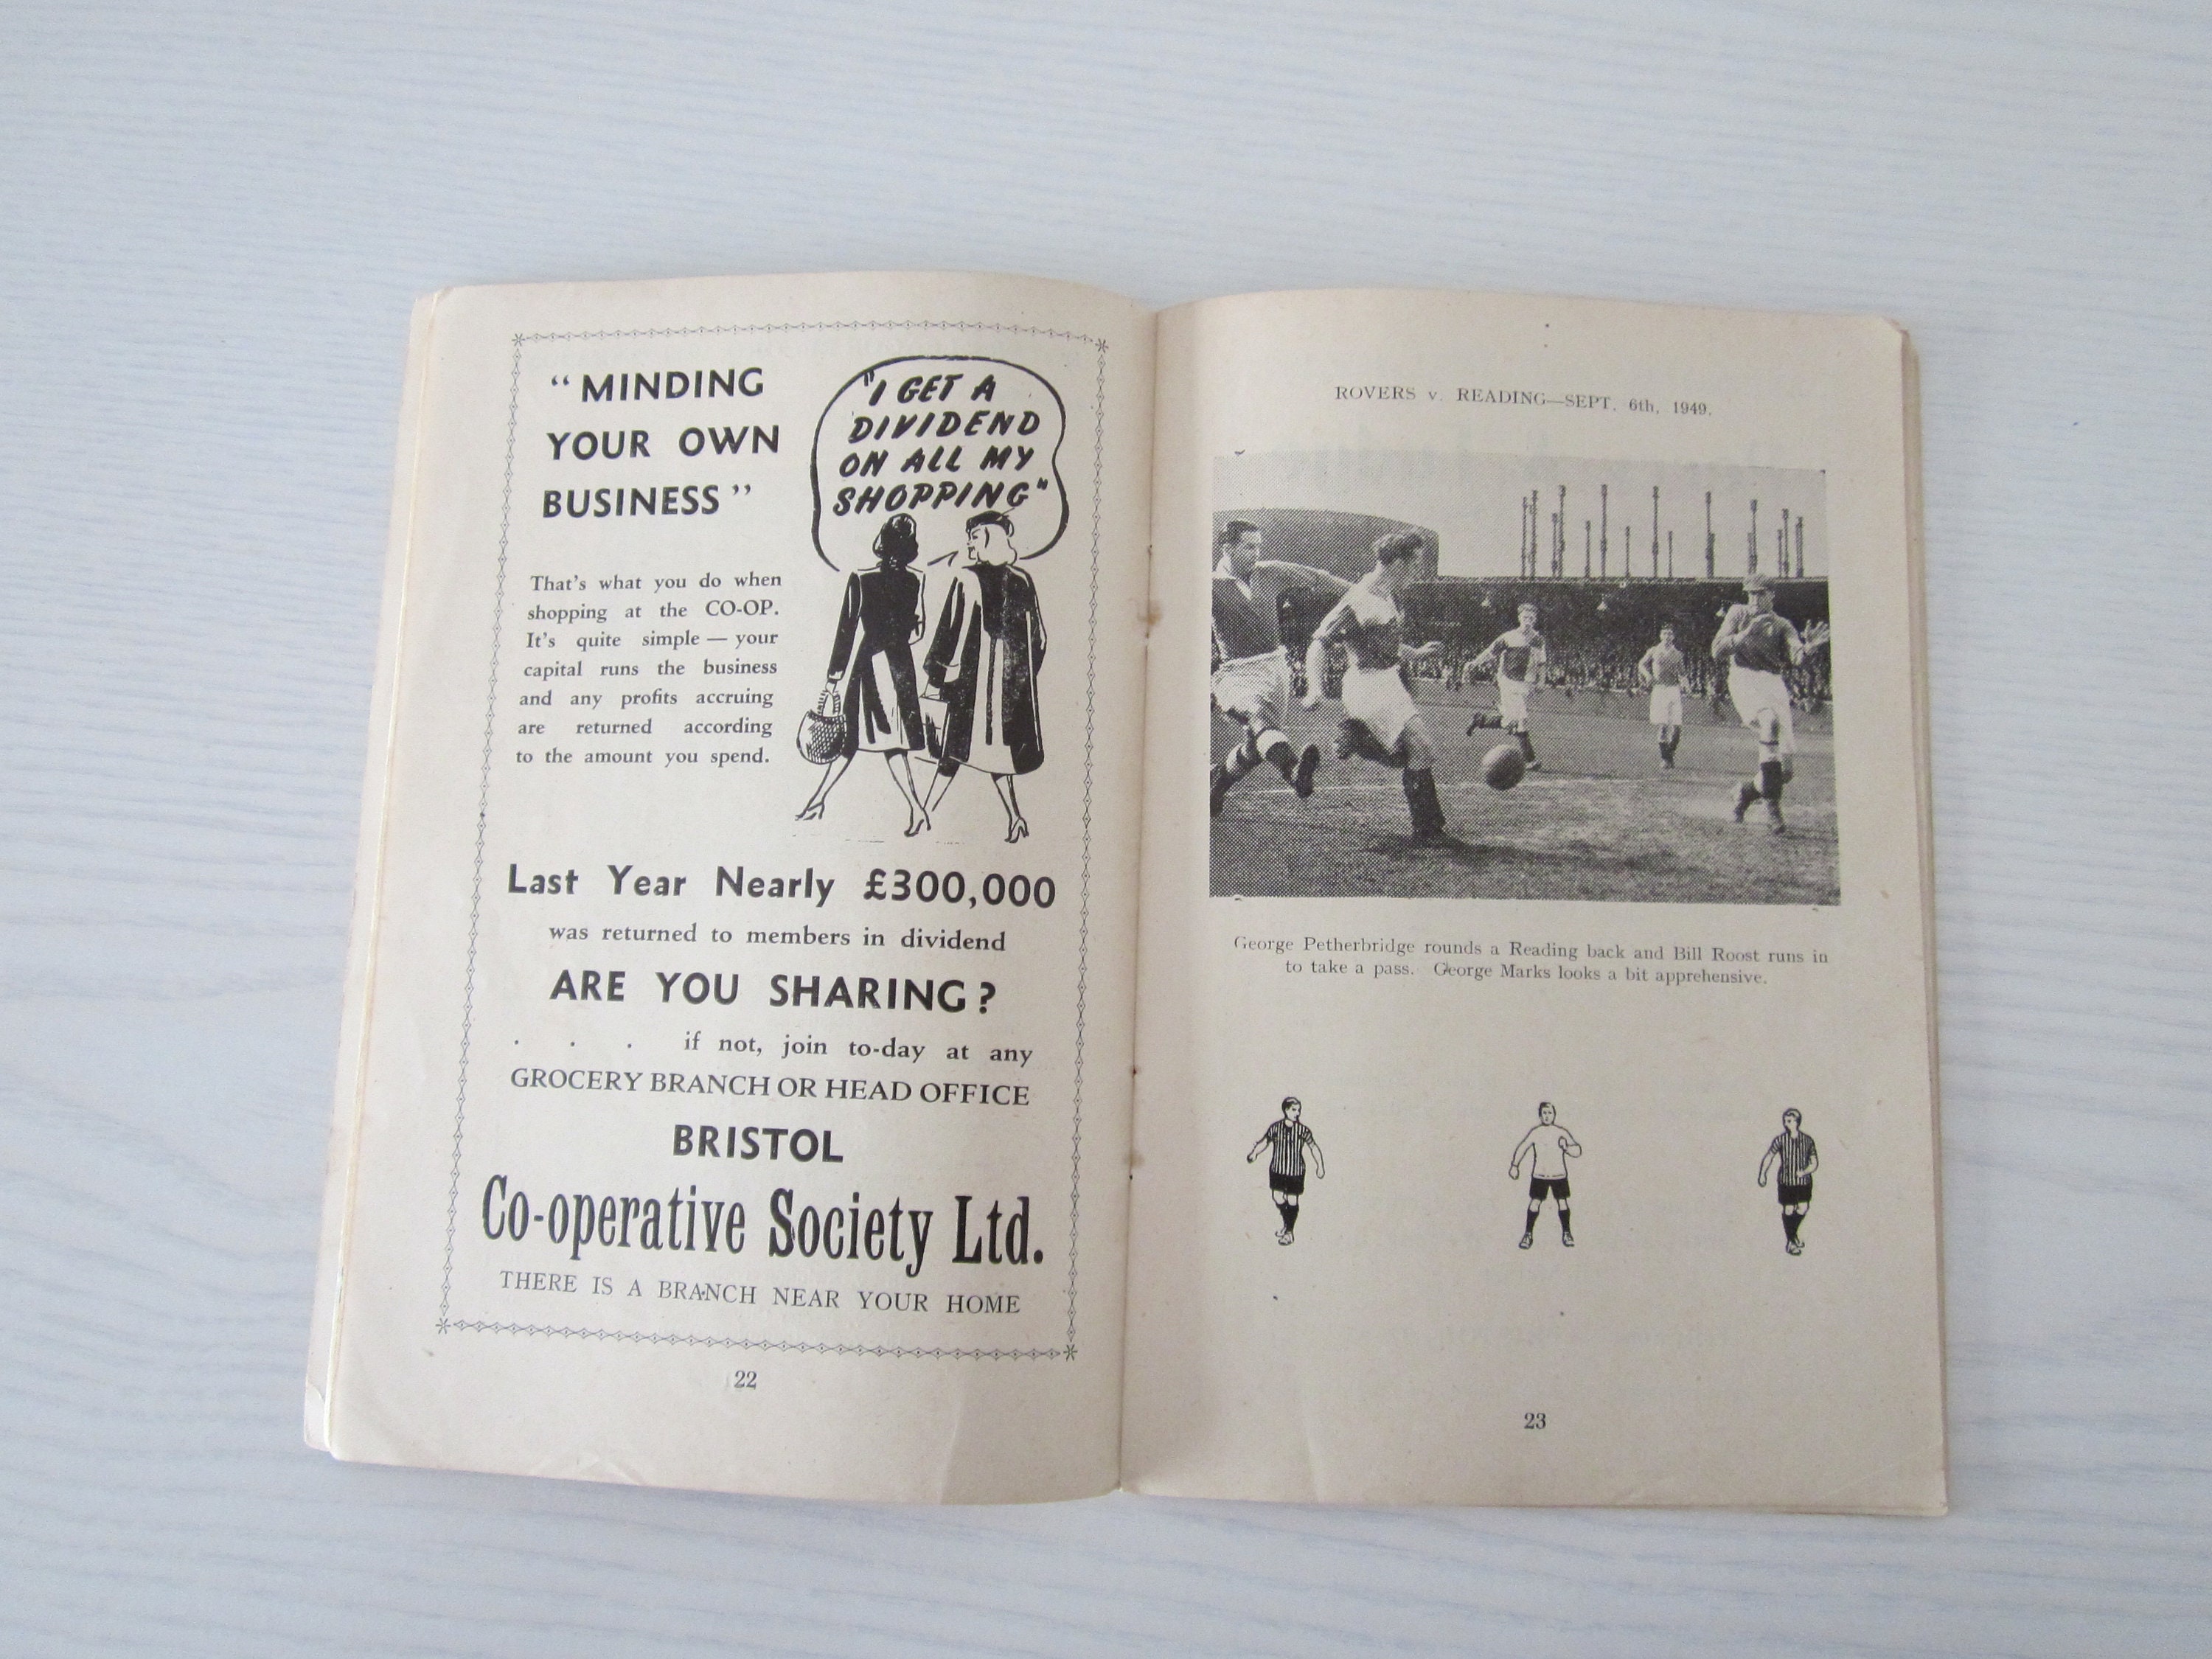 “ MINDING
YOUR OWN
BUSINESS ”
"I GET A
DIVIDEND
ON ALL MY
SHOPPING"
That's what you do when
shopping at the CO-OP.
It's quite simple — your
capital runs the business
and any profits accruing
are returned according
to the amount you spend.
Last Year Nearly £300,000
was returned to members in dividend
ARE YOU SHARING ?
. . . if not, join to-day at any
GROCERY BRANCH OR HEAD OFFICE
BRISTOL
Co-operative Society Ltd.
THERE IS A BRANCH NEAR YOUR HOME
22
ROVERS v. READING—SEPT. 6th, 1949.
George Petherbridge rounds a Reading back and Bill Roost runs in
to take a pass. George Marks looks a bit apprehensive.
23